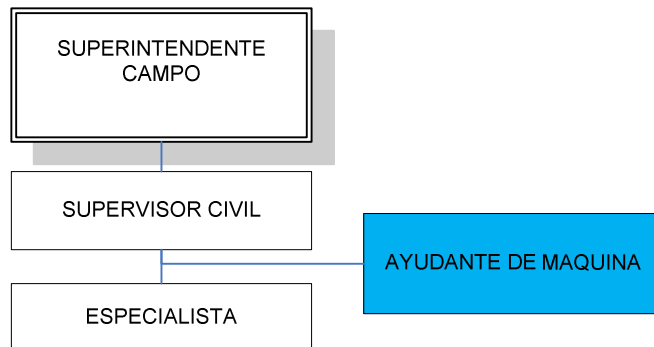 SUPERINTENDENTE
CAMPO
SUPERVISOR CIVIL
AYUDANTE DE MAQUINA
ESPECIALISTA